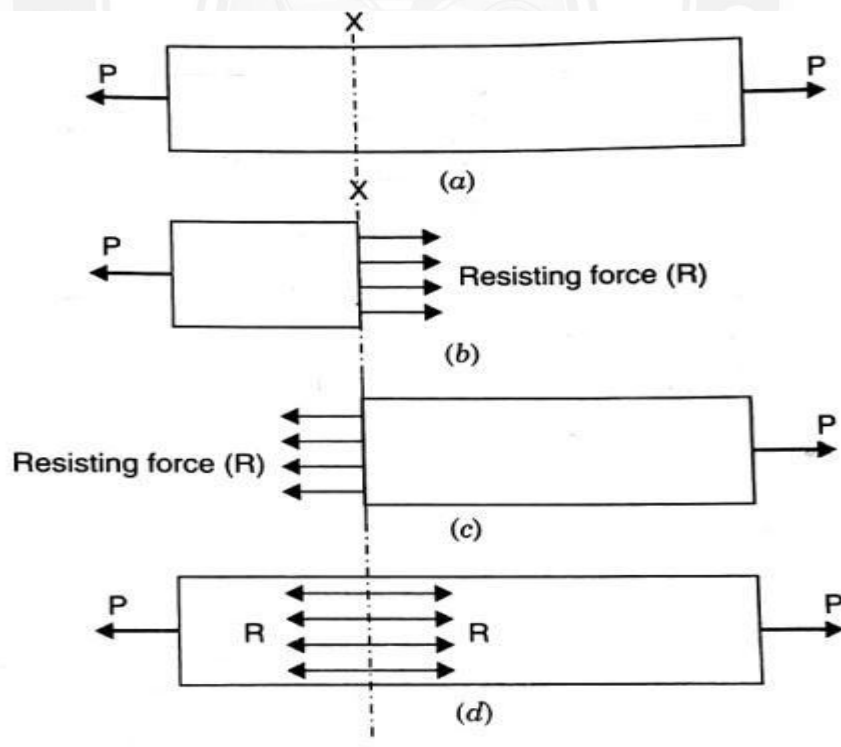 X
P P
(a)
X
P
Resisting force (R)
(b)
P
Resisting force (R)
(c)
P P
R R
(d)